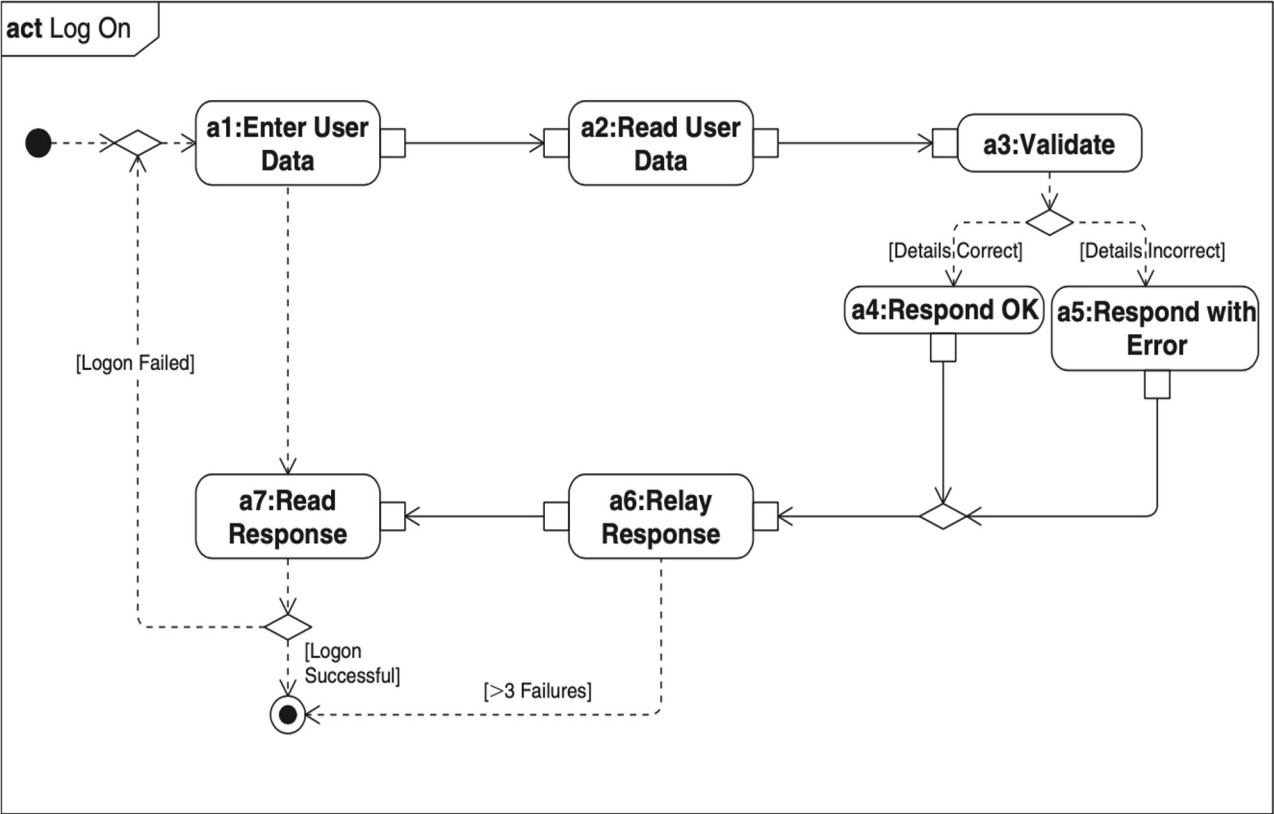 act Log On
a1:Enter User
Data
a2:Read User
Data
a3:Validate
[Details Correct]
[Details Incorrect]
a4:Respond OK
a5:Respond with
Error
[Logon Failed]
a7:Read
Response
a6:Relay
Response
[Logon
Successful]
[>3 Failures]